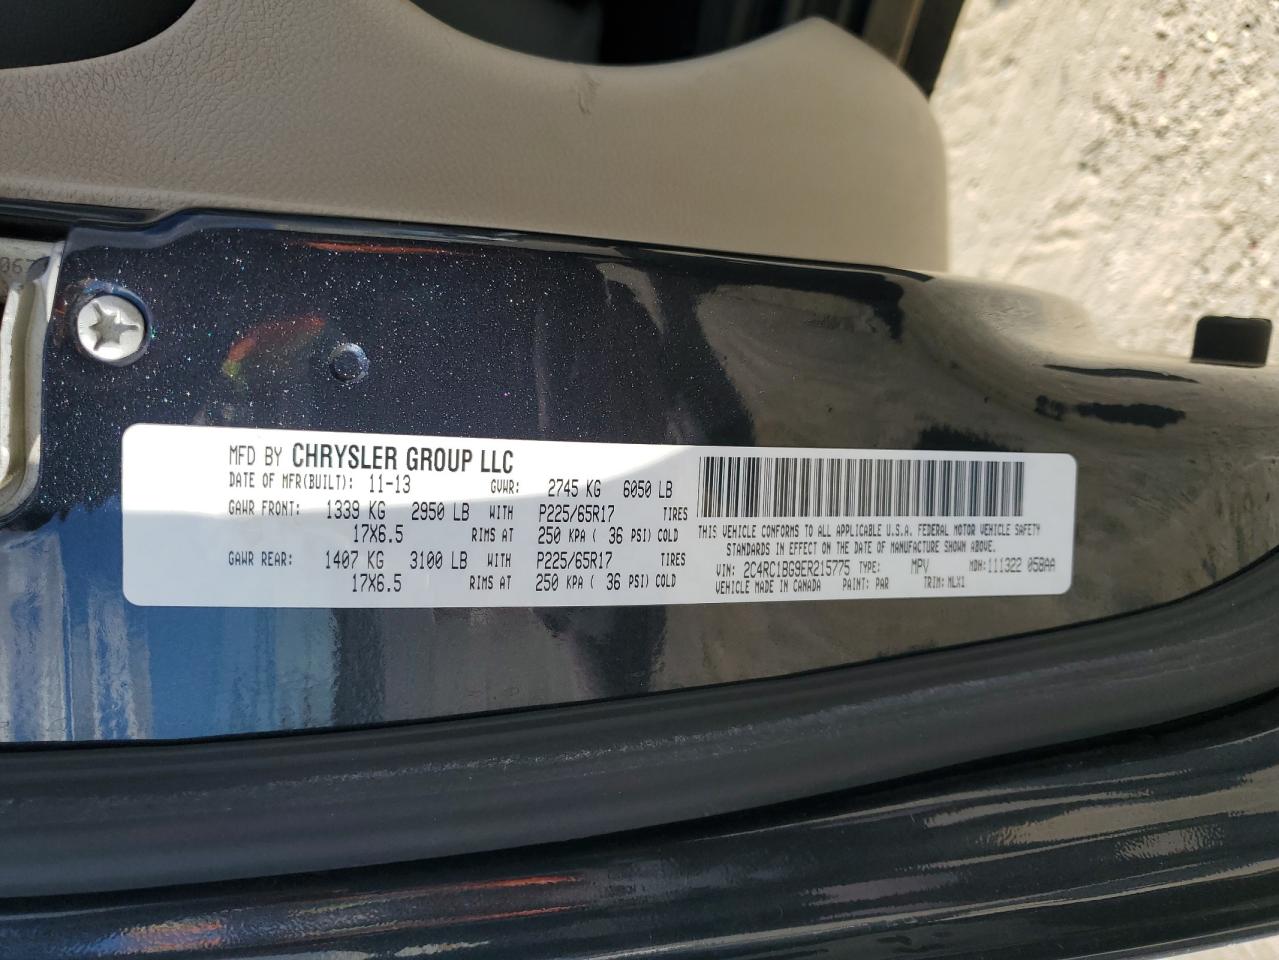 MFD BY CHRYSLER GROUP LLC
DATE OF MFR(BUILT): 11-13 GVWR: 2745 KG 6050 LB
GAWR FRONT: 1339 KG 2950 LB WITH P225/65R17 TIRES
17X6.5 RIMS AT 250 KPA ( 36 PSI) COLD
GAWR REAR: 1407 KG 3100 LB WITH P225/65R17 TIRES
17X6.5 RIMS AT 250 KPA ( 36 PSI) COLD
THIS VEHICLE CONFORMS TO ALL APPLICABLE U.S.A. FEDERAL MOTOR VEHICLE SAFETY
STANDARDS IN EFFECT ON THE DATE OF MANUFACTURE SHOWN ABOVE.
VIN: 2C4RC1BG9ER215775 TYPE: MPV MDH: 111322 05BAA
VEHICLE MADE IN CANADA PAINT: PAR TRIM: MLX1